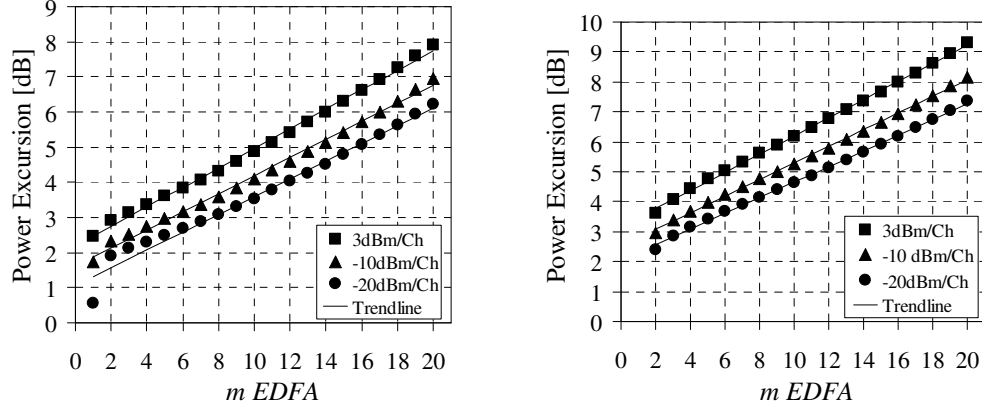 Power Excursion [dB]
9
8
7
6
5
4
3
2
1
0
0 2 4 6 8 10 12 14 16 18 20
m EDFA
3dBm/Ch
-10dBm/Ch
-20dBm/Ch
Trendline
Power Excursion [dB]
10
9
8
7
6
5
4
3
2
1
0
0 2 4 6 8 10 12 14 16 18 20
m EDFA
3dBm/Ch
-10 dBm/Ch
-20dBm/Ch
Trendline